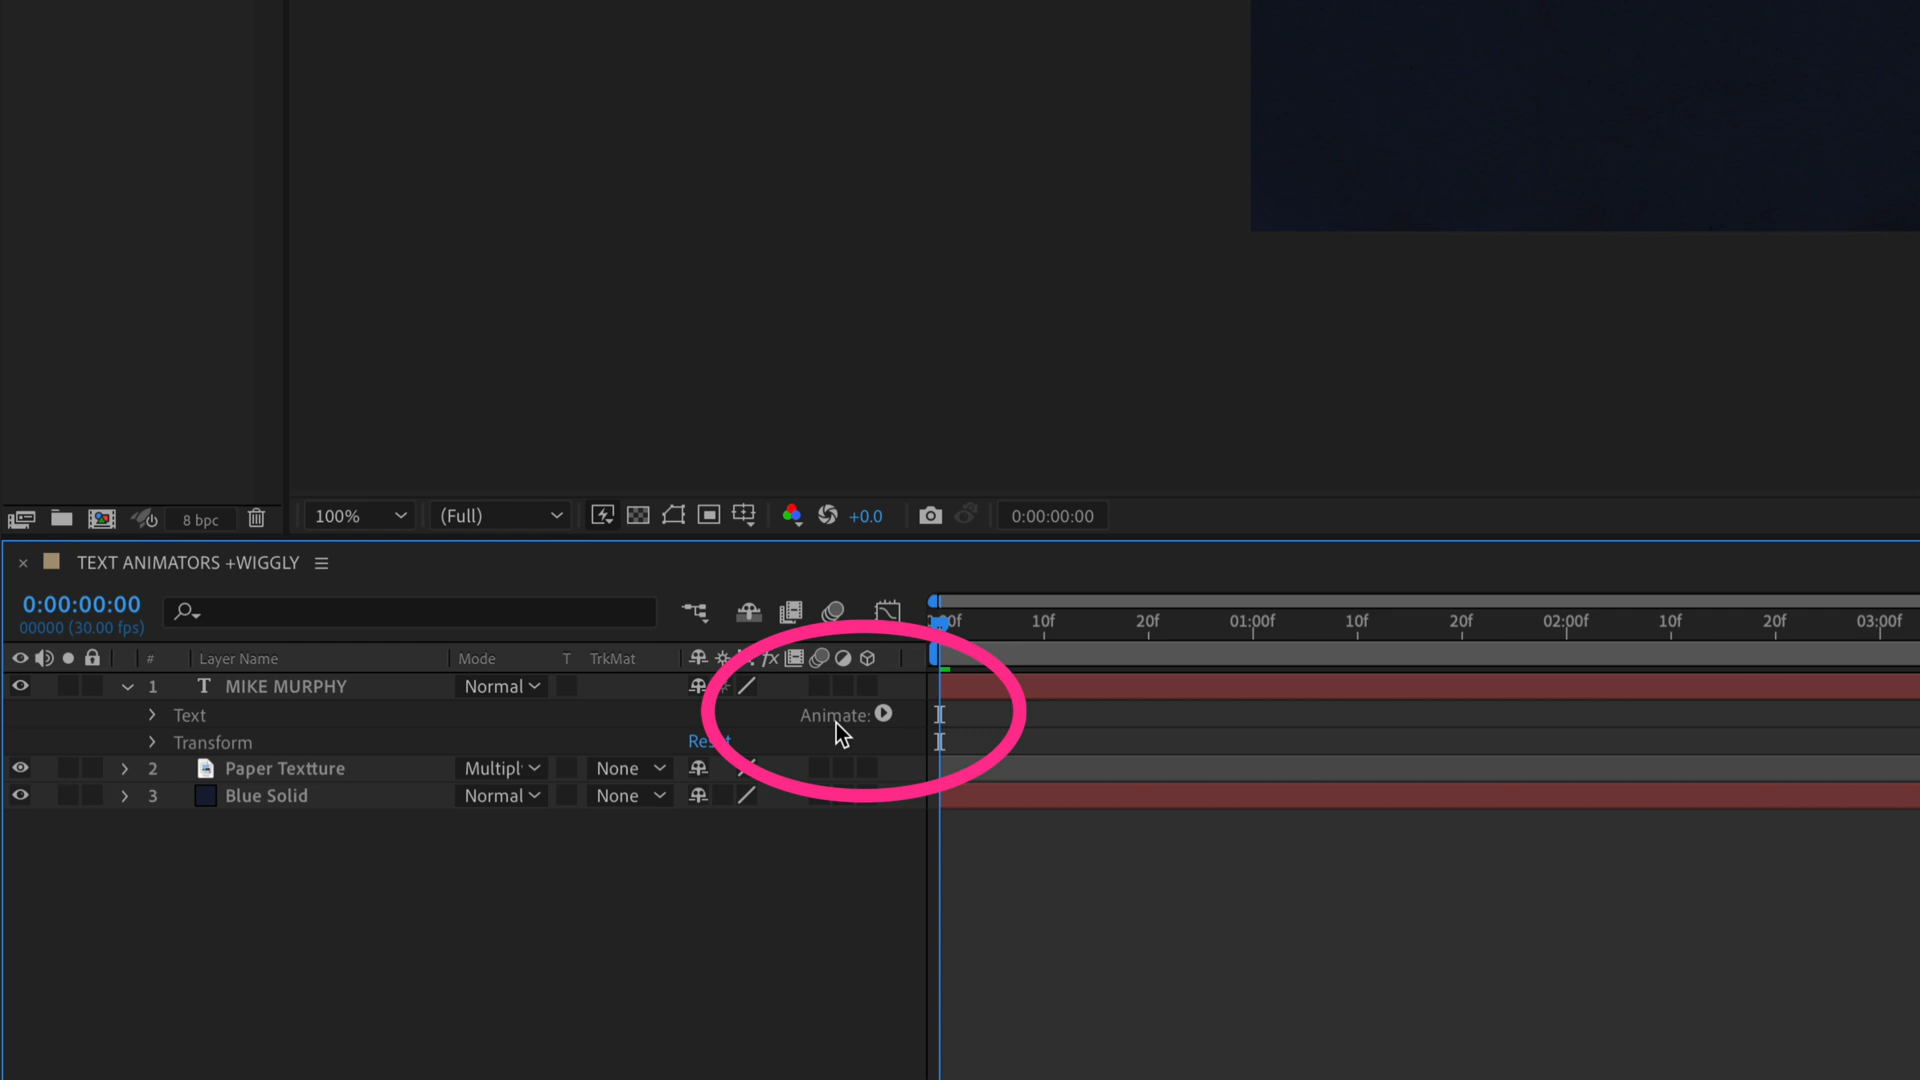 8 bpc 100% (Full) +0.0 0:00:00:00
TEXT ANIMATORS +WIGGLY
0:00:00:00
00000 (30.00 fps)
10f 20f 01:00f 10f 20f 02:00f 10f 20f 03:00f
# Layer Name Mode T TrkMat fx
1 T MIKE MURPHY Normal
Text Animate:
Transform Reset
2 Paper Textture Multipl None
3 Blue Solid Normal None